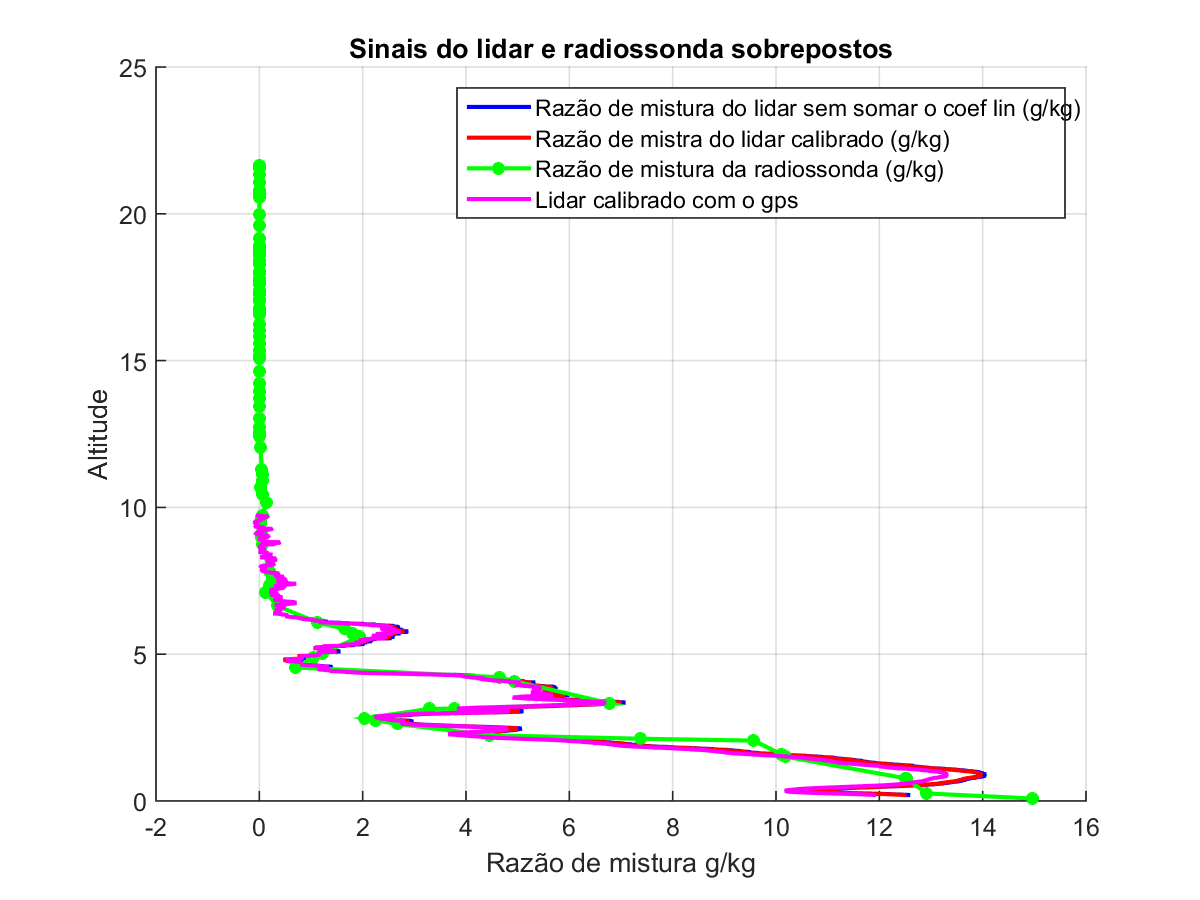 Sinais do lidar e radiossonda sobrepostos
25
20
15
10
5
0
Altitude
Razão de mistura do lidar sem somar o coef lin (g/kg)
Razão de mistra do lidar calibrado (g/kg)
Razão de mistura da radiossonda (g/kg)
Lidar calibrado com o gps
-2 0 2 4 6 8 10 12 14 16
Razão de mistura g/kg